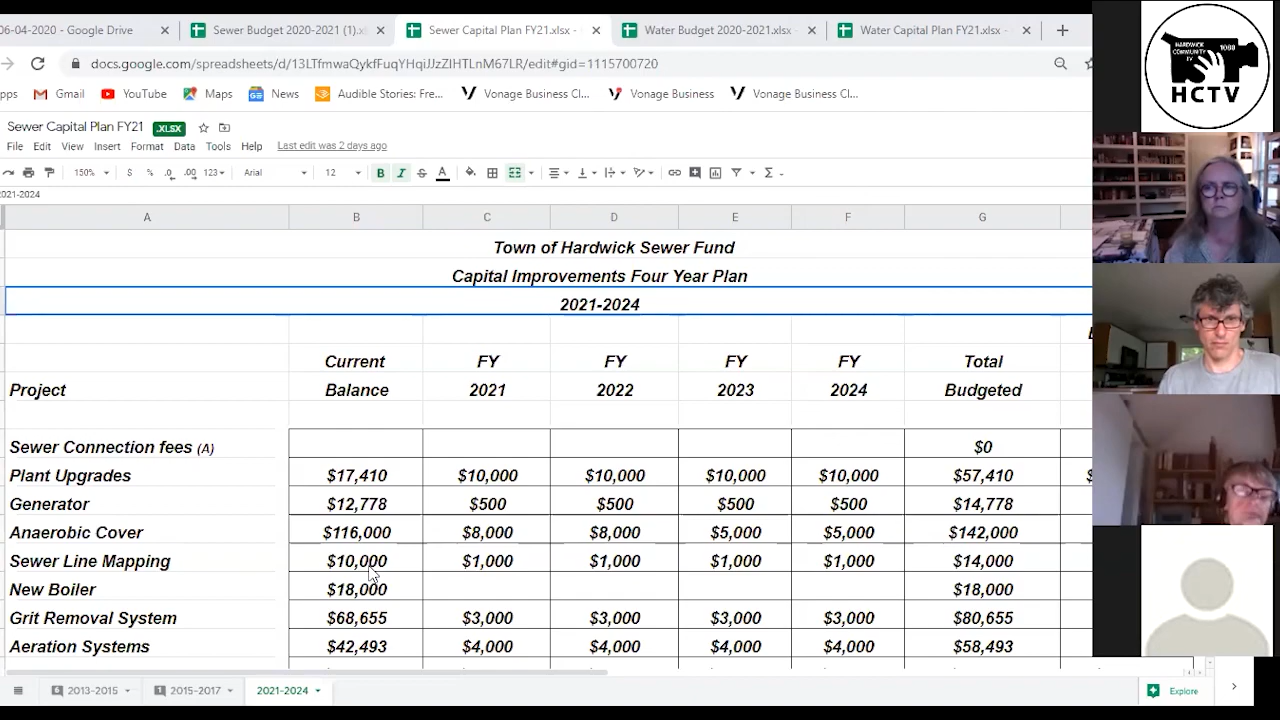 06-04-2020 - Google Drive × Sewer Budget 2020-2021 (1).x × Sewer Capital Plan FY21.xlsx - × Water Budget 2020-2021.xlsx × Water Capital Plan FY21.xlsx - × +
docs.google.com/spreadsheets/d/13LTfmwaQykfFuqYHqiJJzZIHTLnM67LR/edit#gid=1115700720
pps Gmail YouTube Maps News Audible Stories: Fre... Vonage Business Cl... Vonage Business Vonage Business Cl...
HARDWICK COMMUNITY TV 1088
HCTV
Sewer Capital Plan FY21 .XLSX
File Edit View Insert Format Data Tools Help Last edit was 2 days ago
150% $ % .0 .00 123 Arial 12 B I S A Σ
2021-2024
A B C D E F G
Town of Hardwick Sewer Fund
Capital Improvements Four Year Plan
2021-2024
Current FY FY FY FY Total
Project Balance 2021 2022 2023 2024 Budgeted
Sewer Connection fees (A) $0
Plant Upgrades $17,410 $10,000 $10,000 $10,000 $10,000 $57,410
Generator $12,778 $500 $500 $500 $500 $14,778
Anaerobic Cover $116,000 $8,000 $8,000 $5,000 $5,000 $142,000
Sewer Line Mapping $10,000 $1,000 $1,000 $1,000 $1,000 $14,000
New Boiler $18,000 $18,000
Grit Removal System $68,655 $3,000 $3,000 $3,000 $3,000 $80,655
Aeration Systems $42,493 $4,000 $4,000 $4,000 $4,000 $58,493
6 2013-2015 1 2015-2017 2021-2024 Explore